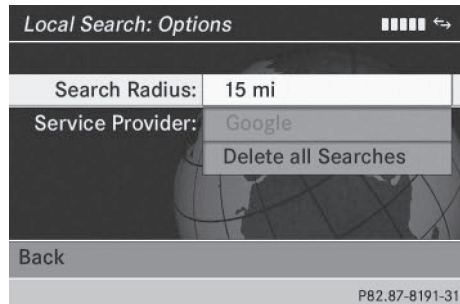 Local Search: Options
Search Radius: 15 mi
Service Provider: Google
Delete all Searches
Back
P82.87-8191-31